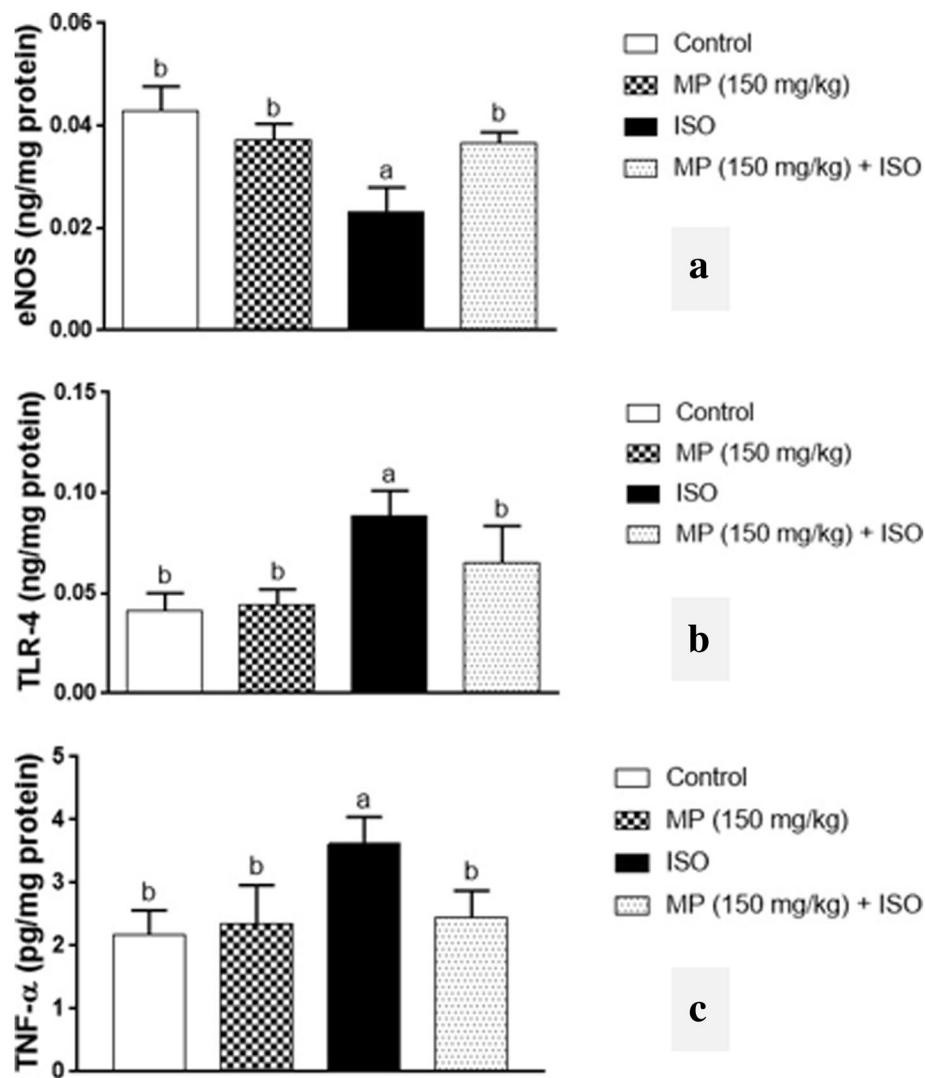 eNOS (ng/mg protein)
0.06
0.04
0.02
0.00
b
b
a
b
Control
MP (150 mg/kg)
ISO
MP (150 mg/kg) + ISO
a
TLR-4 (ng/mg protein)
0.15
0.10
0.05
0.00
b
b
a
b
Control
MP (150 mg/kg)
ISO
MP (150 mg/kg) + ISO
b
TNF-α (pg/mg protein)
5
4
3
2
1
0
b
b
a
b
Control
MP (150 mg/kg)
ISO
MP (150 mg/kg) + ISO
c